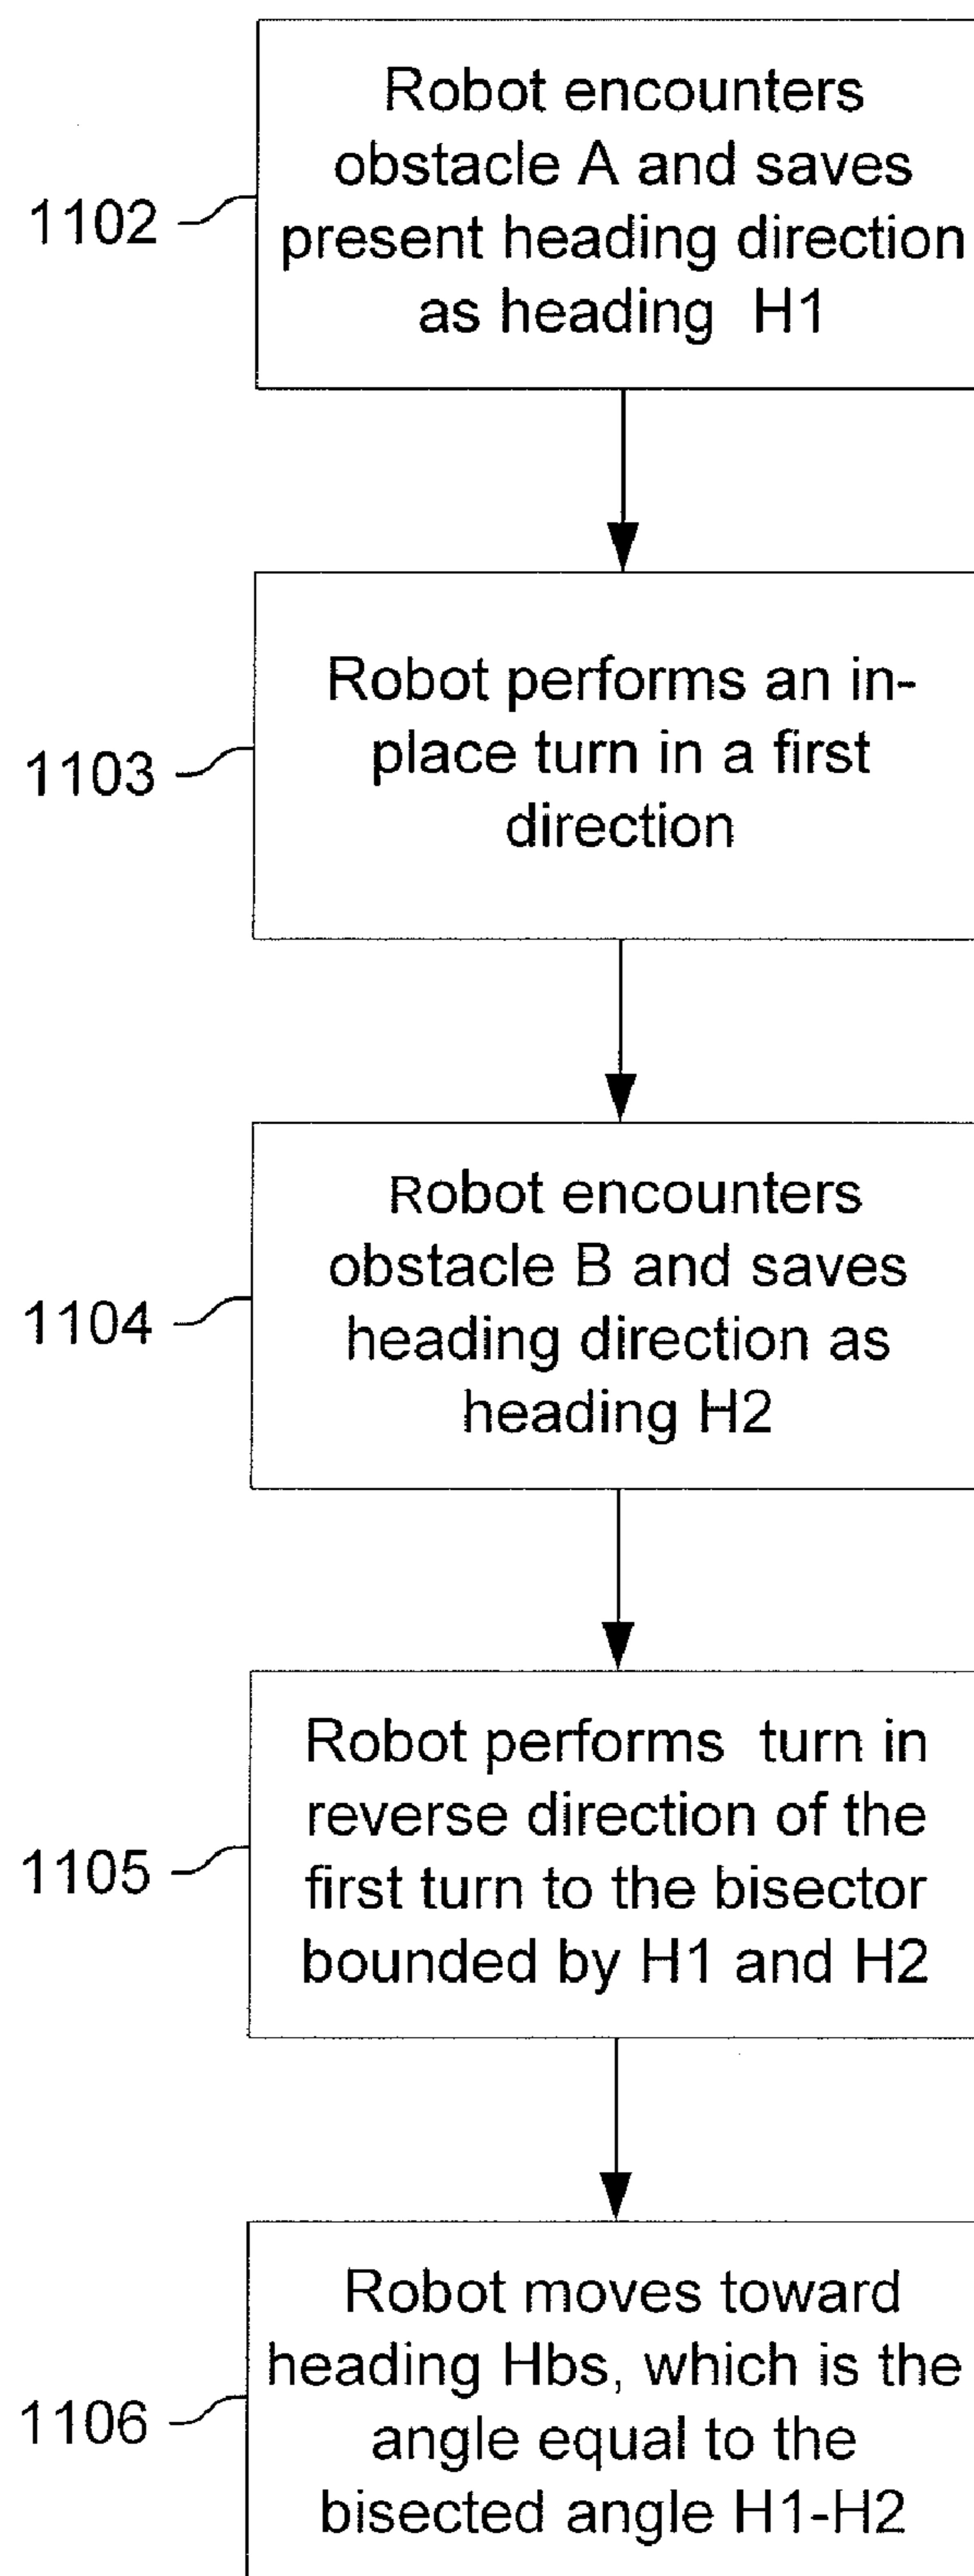 Robot encounters
obstacle A and saves
present heading direction
as heading H1
1102
Robot performs an in-
place turn in a first
direction
1103
Robot encounters
obstacle B and saves
heading direction as
heading H2
1104
Robot performs turn in
reverse direction of the
first turn to the bisector
bounded by H1 and H2
1105
Robot moves toward
heading Hbs, which is the
angle equal to the
bisected angle H1-H2
1106